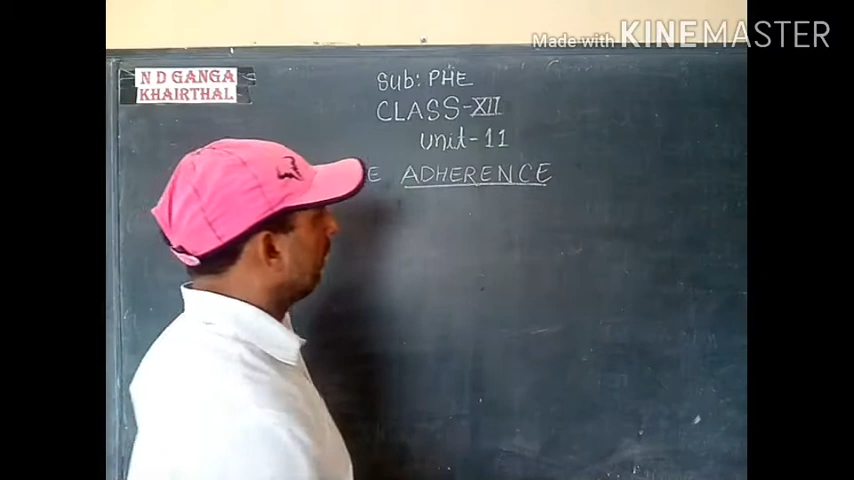 Made with KINEMASTER
N D GANGA
KHAIRTHAL
Sub: PHE
CLASS-XII
Unit-11
E ADHERENCE